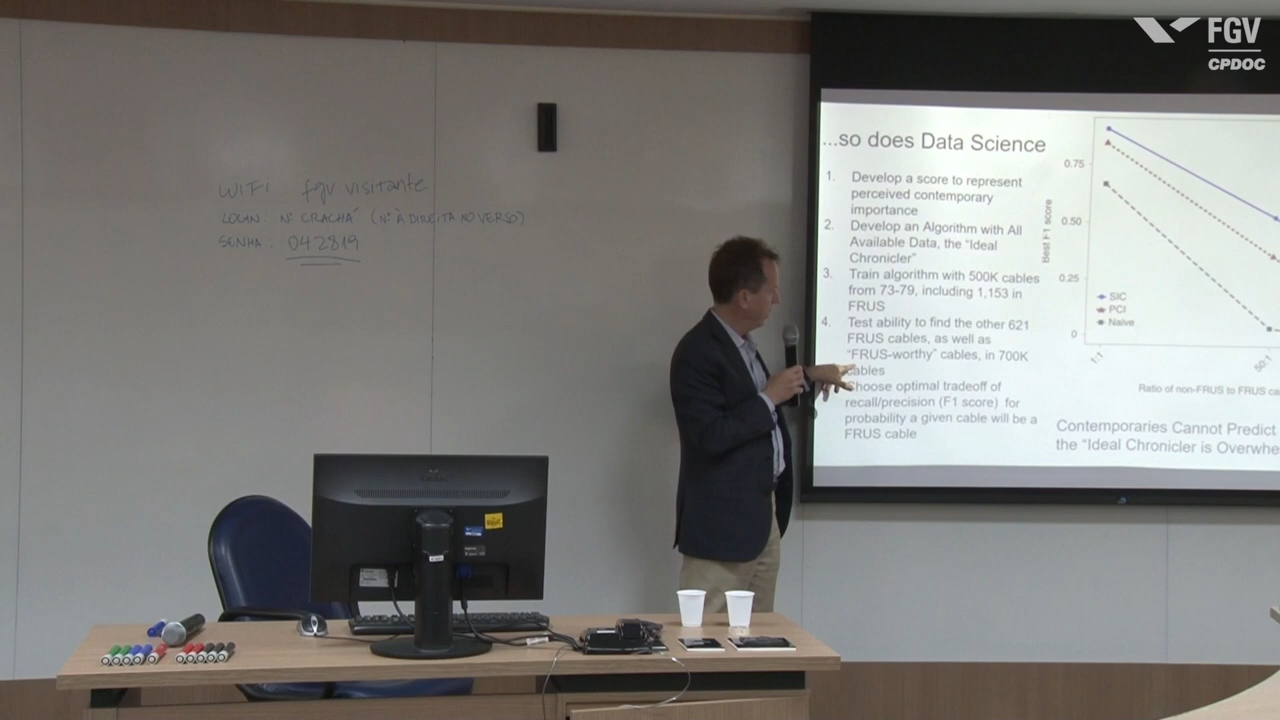 FGV
CPDOC
WIFI fgv visitante
LOGIN: Nº CRACHÁ (Nº À DIREITA NO VERSO)
SENHA: 042819
...so does Data Science
1. Develop a score to represent
perceived contemporary
importance
2. Develop an Algorithm with All
Available Data, the "Ideal
Chronicler"
3. Train algorithm with 500K cables
from 73-79, including 1,153 in
FRUS
4. Test ability to find the other 621
FRUS cables, as well as
"FRUS-worthy" cables, in 700K
cables
Choose optimal tradeoff of
recall/precision (F1 score) for
probability a given cable will be a
FRUS cable
Best F1 score
0.75
0.50
0.25
0
SIC
PCI
Naive
1:1
50:1
Ratio of non-FRUS to FRUS ca
Contemporaries Cannot Predict
the "Ideal Chronicler is Overwhe